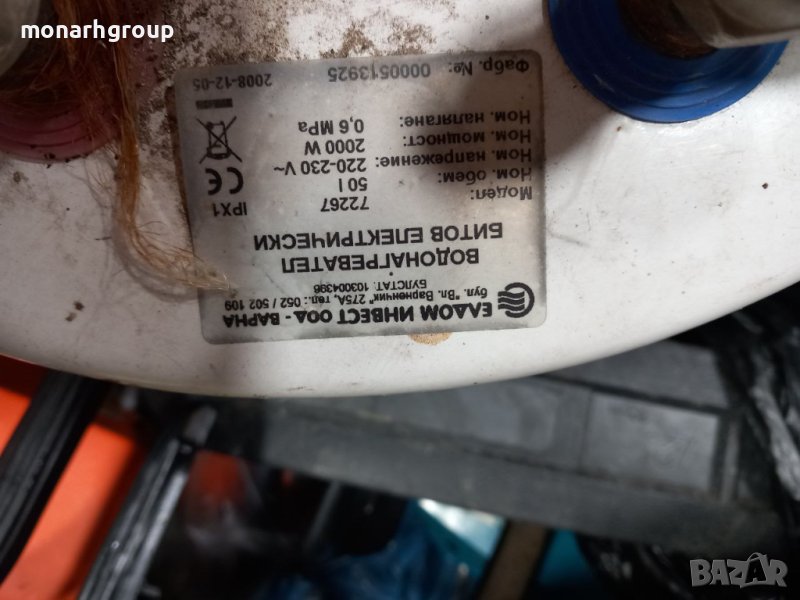 monarhgroup
ЕЛДОМ ИНВЕСТ ООД - ВАРНА
бул. "Вл. Варненчик" 275А, тел.: 052 / 502 109
БУЛСТАТ: 103004396
ВОДОНАГРЕВАТЕЛ
БИТОВ ЕЛЕКТРИЧЕСКИ
Модел: 72267 IPX1
Ном. обем: 50 l
Ном. напрежение: 220-230 V~
Ном. мощност: 2000 W
Ном. налягане: 0,6 MPa
Фабр. №: 0000513925 2008-12-05
BAZAR